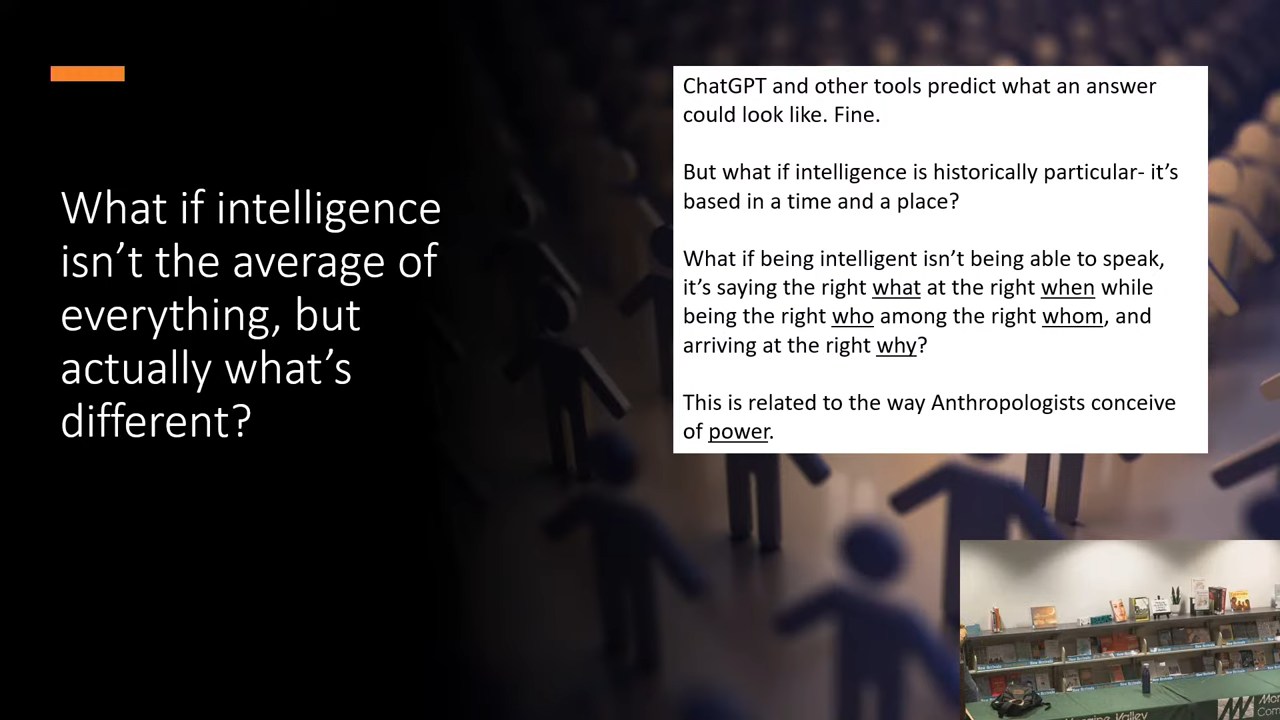 What if intelligence
isn’t the average of
everything, but
actually what’s
different?
ChatGPT and other tools predict what an answer
could look like. Fine.
But what if intelligence is historically particular- it’s
based in a time and a place?
What if being intelligent isn’t being able to speak,
it’s saying the right what at the right when while
being the right who among the right whom, and
arriving at the right why?
This is related to the way Anthropologists conceive
of power.
Valley